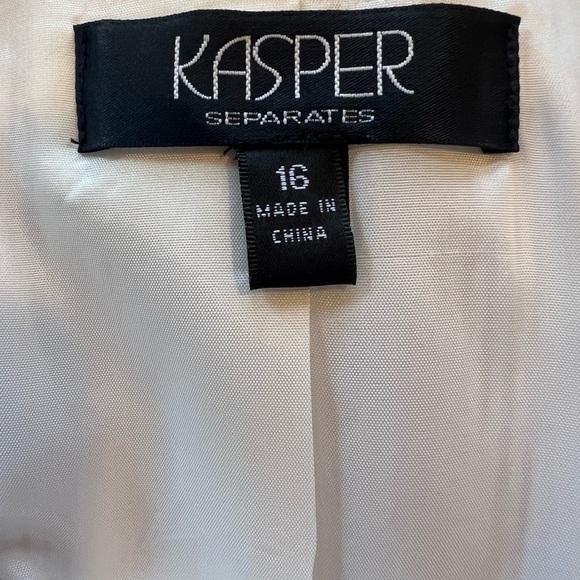 KASPER
SEPARATES
16
MADE IN
CHINA